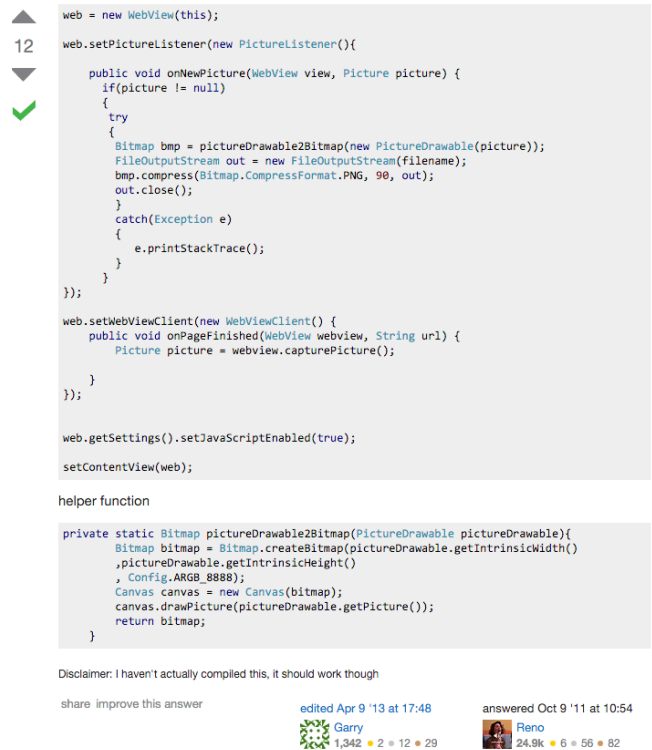 web = new WebView(this);
12
web.setPictureListener(new PictureListener(){
public void onNewPicture(WebView view, Picture picture) {
if(picture != null)
{
try
{
Bitmap bmp = pictureDrawable2Bitmap(new PictureDrawable(picture));
FileOutputStream out = new FileOutputStream(filename);
bmp.compress(Bitmap.CompressFormat.PNG, 90, out);
out.close();
}
catch(Exception e)
{
e.printStackTrace();
}
}
});
web.setWebViewClient(new WebViewClient() {
public void onPageFinished(WebView webview, String url) {
Picture picture = webview.capturePicture();
}
});
web.getSettings().setJavaScriptEnabled(true);
setContentView(web);
helper function
private static Bitmap pictureDrawable2Bitmap(PictureDrawable pictureDrawable){
Bitmap bitmap = Bitmap.createBitmap(pictureDrawable.getIntrinsicWidth()
,pictureDrawable.getIntrinsicHeight()
, Config.ARGB_8888);
Canvas canvas = new Canvas(bitmap);
canvas.drawPicture(pictureDrawable.getPicture());
return bitmap;
}
Disclaimer: I haven't actually compiled this, it should work though
share improve this answer
edited Apr 9 '13 at 17:48
Garry
1,342 2 12 29
answered Oct 9 '11 at 10:54
Reno
24.9k 6 56 82